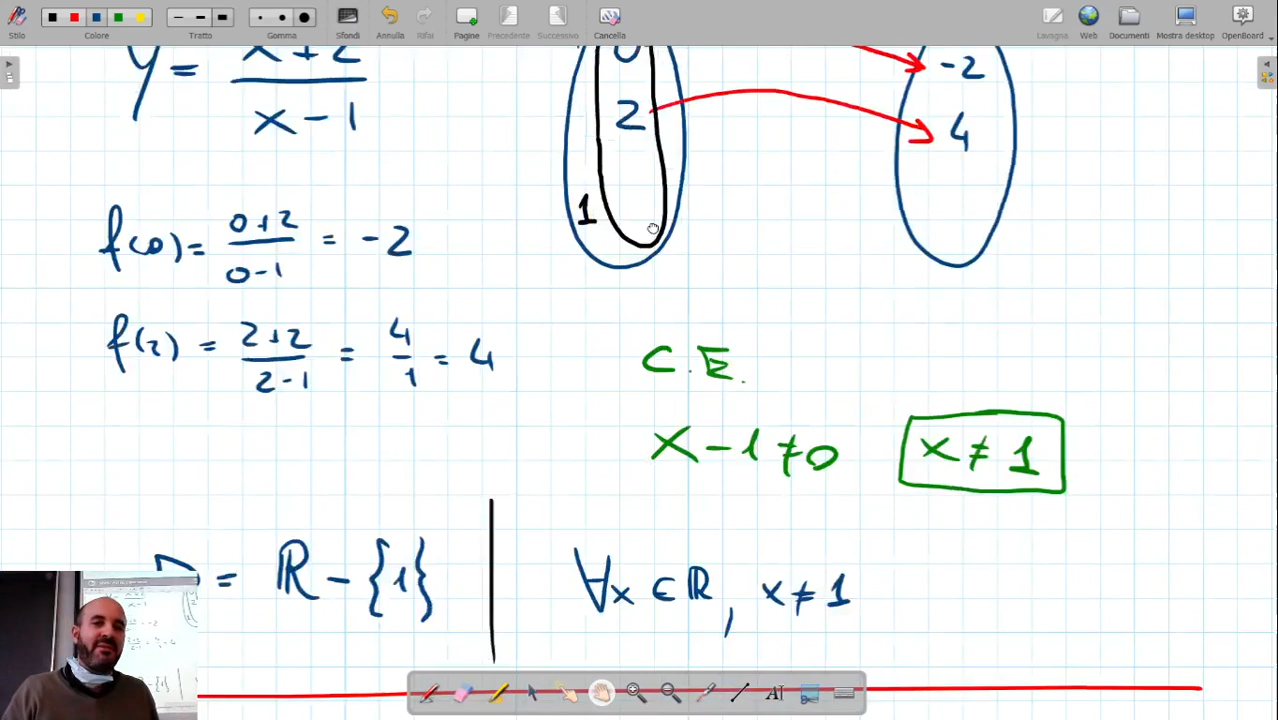 Stilo Colore Tratto Gomma Sfondi Annulla Rifai Pagine Precedente Successivo Cancella Lavagna Web Documenti Mostra desktop OpenBoard
y = x+2 / x-1
0
2
1
-2
4
f(0) = 0+2 / 0-1 = -2
f(2) = 2+2 / 2-1 = 4/1 = 4
C.E.
x-1≠0 x≠1
D = ℝ-{1} ∀x∈ℝ, x≠1